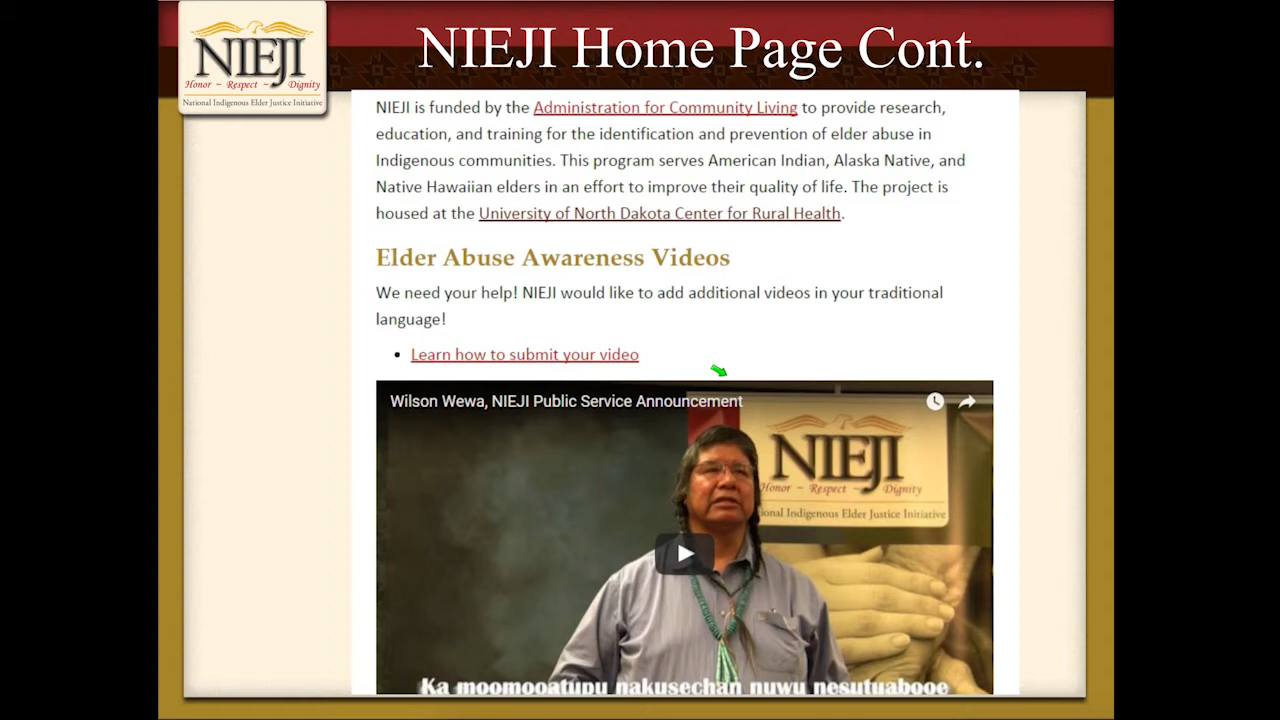 NIEJI
Honor ~ Respect ~ Dignity
National Indigenous Elder Justice Initiative
NIEJI Home Page Cont.
NIEJI is funded by the Administration for Community Living to provide research,
education, and training for the identification and prevention of elder abuse in
Indigenous communities. This program serves American Indian, Alaska Native, and
Native Hawaiian elders in an effort to improve their quality of life. The project is
housed at the University of North Dakota Center for Rural Health.
Elder Abuse Awareness Videos
We need your help! NIEJI would like to add additional videos in your traditional
language!
• Learn how to submit your video
Wilson Wewa, NIEJI Public Service Announcement
NIEJI
Honor ~ Respect ~ Dignity
ional Indigenous Elder Justice Initiative
Ka moomooatupu nakusechan nuwu nesutuabooe